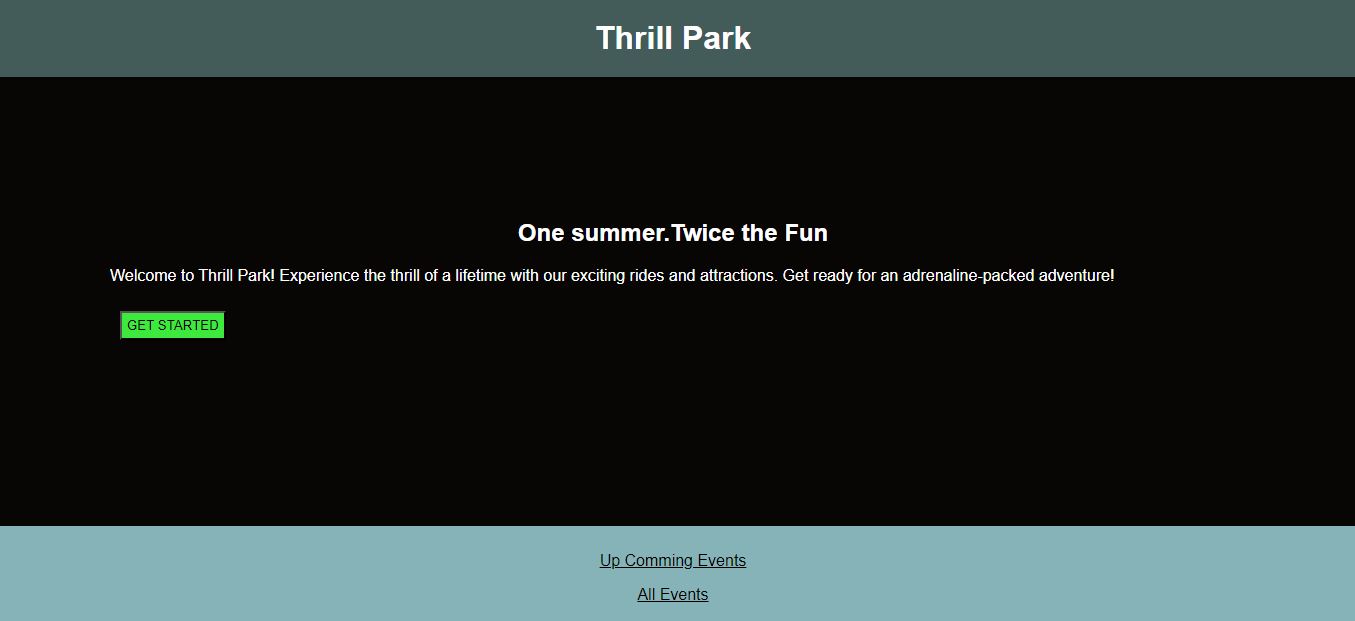 Thrill Park
One summer.Twice the Fun
Welcome to Thrill Park! Experience the thrill of a lifetime with our exciting rides and attractions. Get ready for an adrenaline-packed adventure!
GET STARTED
Up Comming Events
All Events